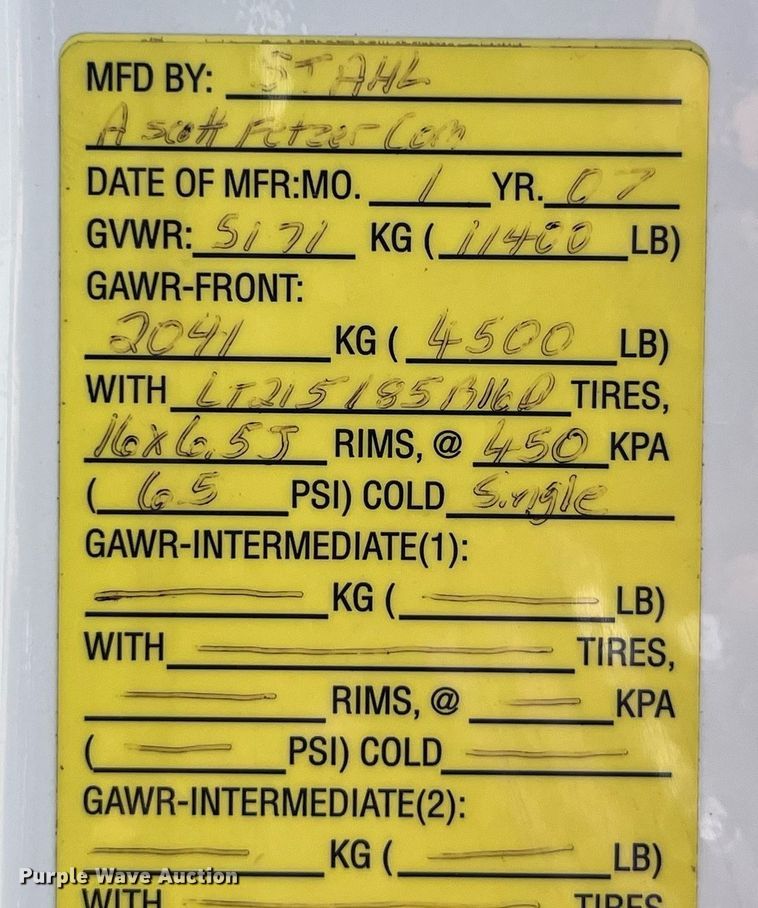 MFD BY: STAHL
A Scott Fetzer Com
DATE OF MFR:MO. 1 YR. 07
GVWR: 5171 KG ( 11400 LB)
GAWR-FRONT:
2041 KG ( 4500 LB)
WITH LT215/85R16D TIRES,
16x6.5J RIMS, @ 450 KPA
( 65 PSI) COLD Single
GAWR-INTERMEDIATE(1):
— KG ( — LB)
WITH — TIRES,
— RIMS, @ — KPA
( — PSI) COLD —
GAWR-INTERMEDIATE(2):
— KG ( — LB)
Purple Wave Auction
WITH — TIRES